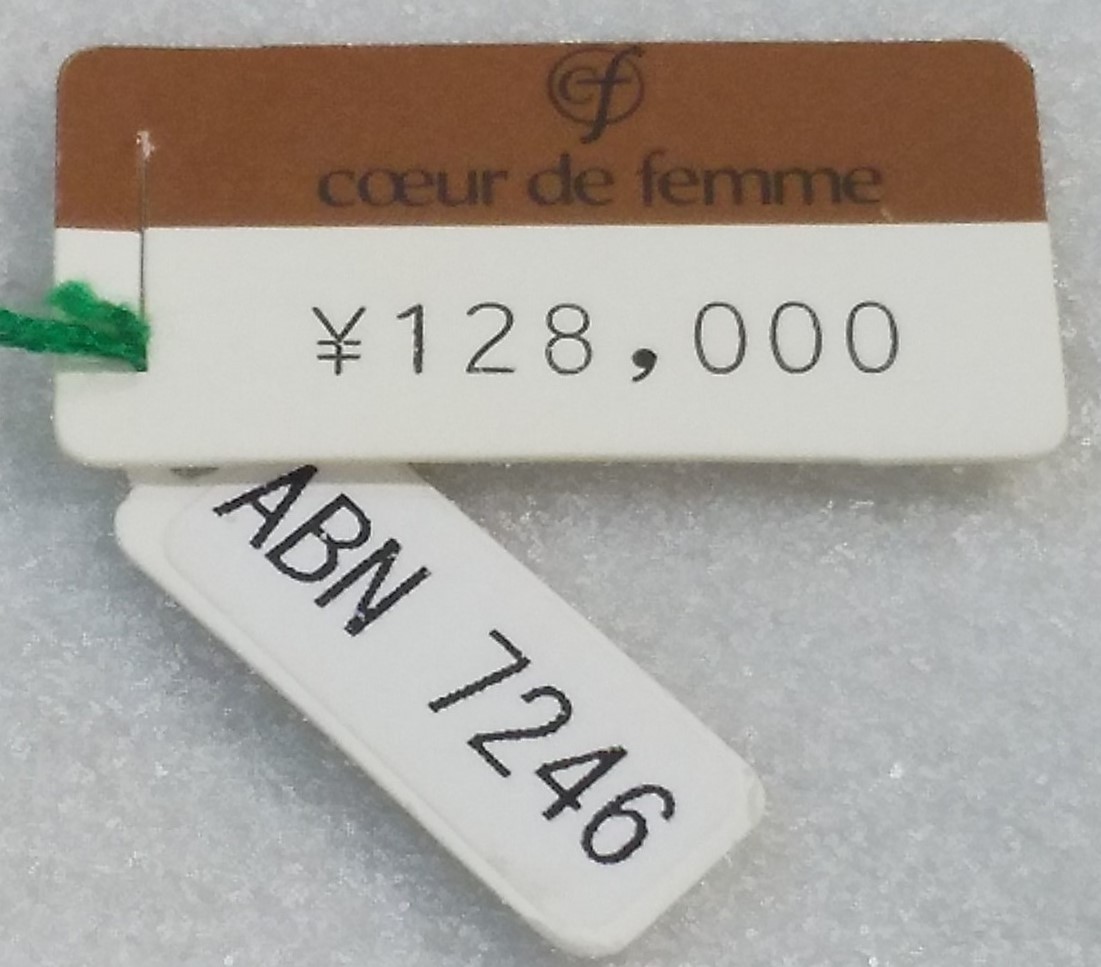 cf
cœur de femme
¥128,000
ABN 7246